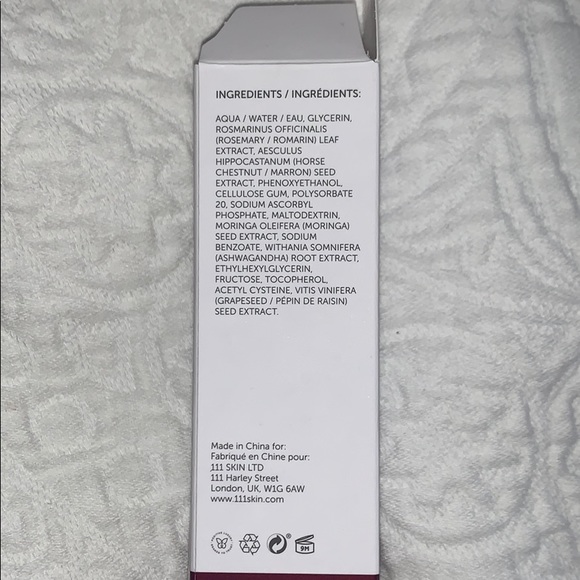 INGREDIENTS / INGRÉDIENTS:
AQUA / WATER / EAU, GLYCERIN,
ROSMARINUS OFFICINALIS
(ROSEMARY / ROMARIN) LEAF
EXTRACT, AESCULUS
HIPPOCASTANUM (HORSE
CHESTNUT / MARRON) SEED
EXTRACT, PHENOXYETHANOL,
CELLULOSE GUM, POLYSORBATE
20, SODIUM ASCORBYL
PHOSPHATE, MALTODEXTRIN,
MORINGA OLEIFERA (MORINGA)
SEED EXTRACT, SODIUM
BENZOATE, WITHANIA SOMNIFERA
(ASHWAGANDHA) ROOT EXTRACT,
ETHYLHEXYLGLYCERIN,
FRUCTOSE, TOCOPHEROL,
ACETYL CYSTEINE, VITIS VINIFERA
(GRAPESEED / PÉPIN DE RAISIN)
SEED EXTRACT.
Made in China for:
Fabriqué en Chine pour:
111 SKIN LTD
111 Harley Street
London, UK, W1G 6AW
www.111skin.com
9M